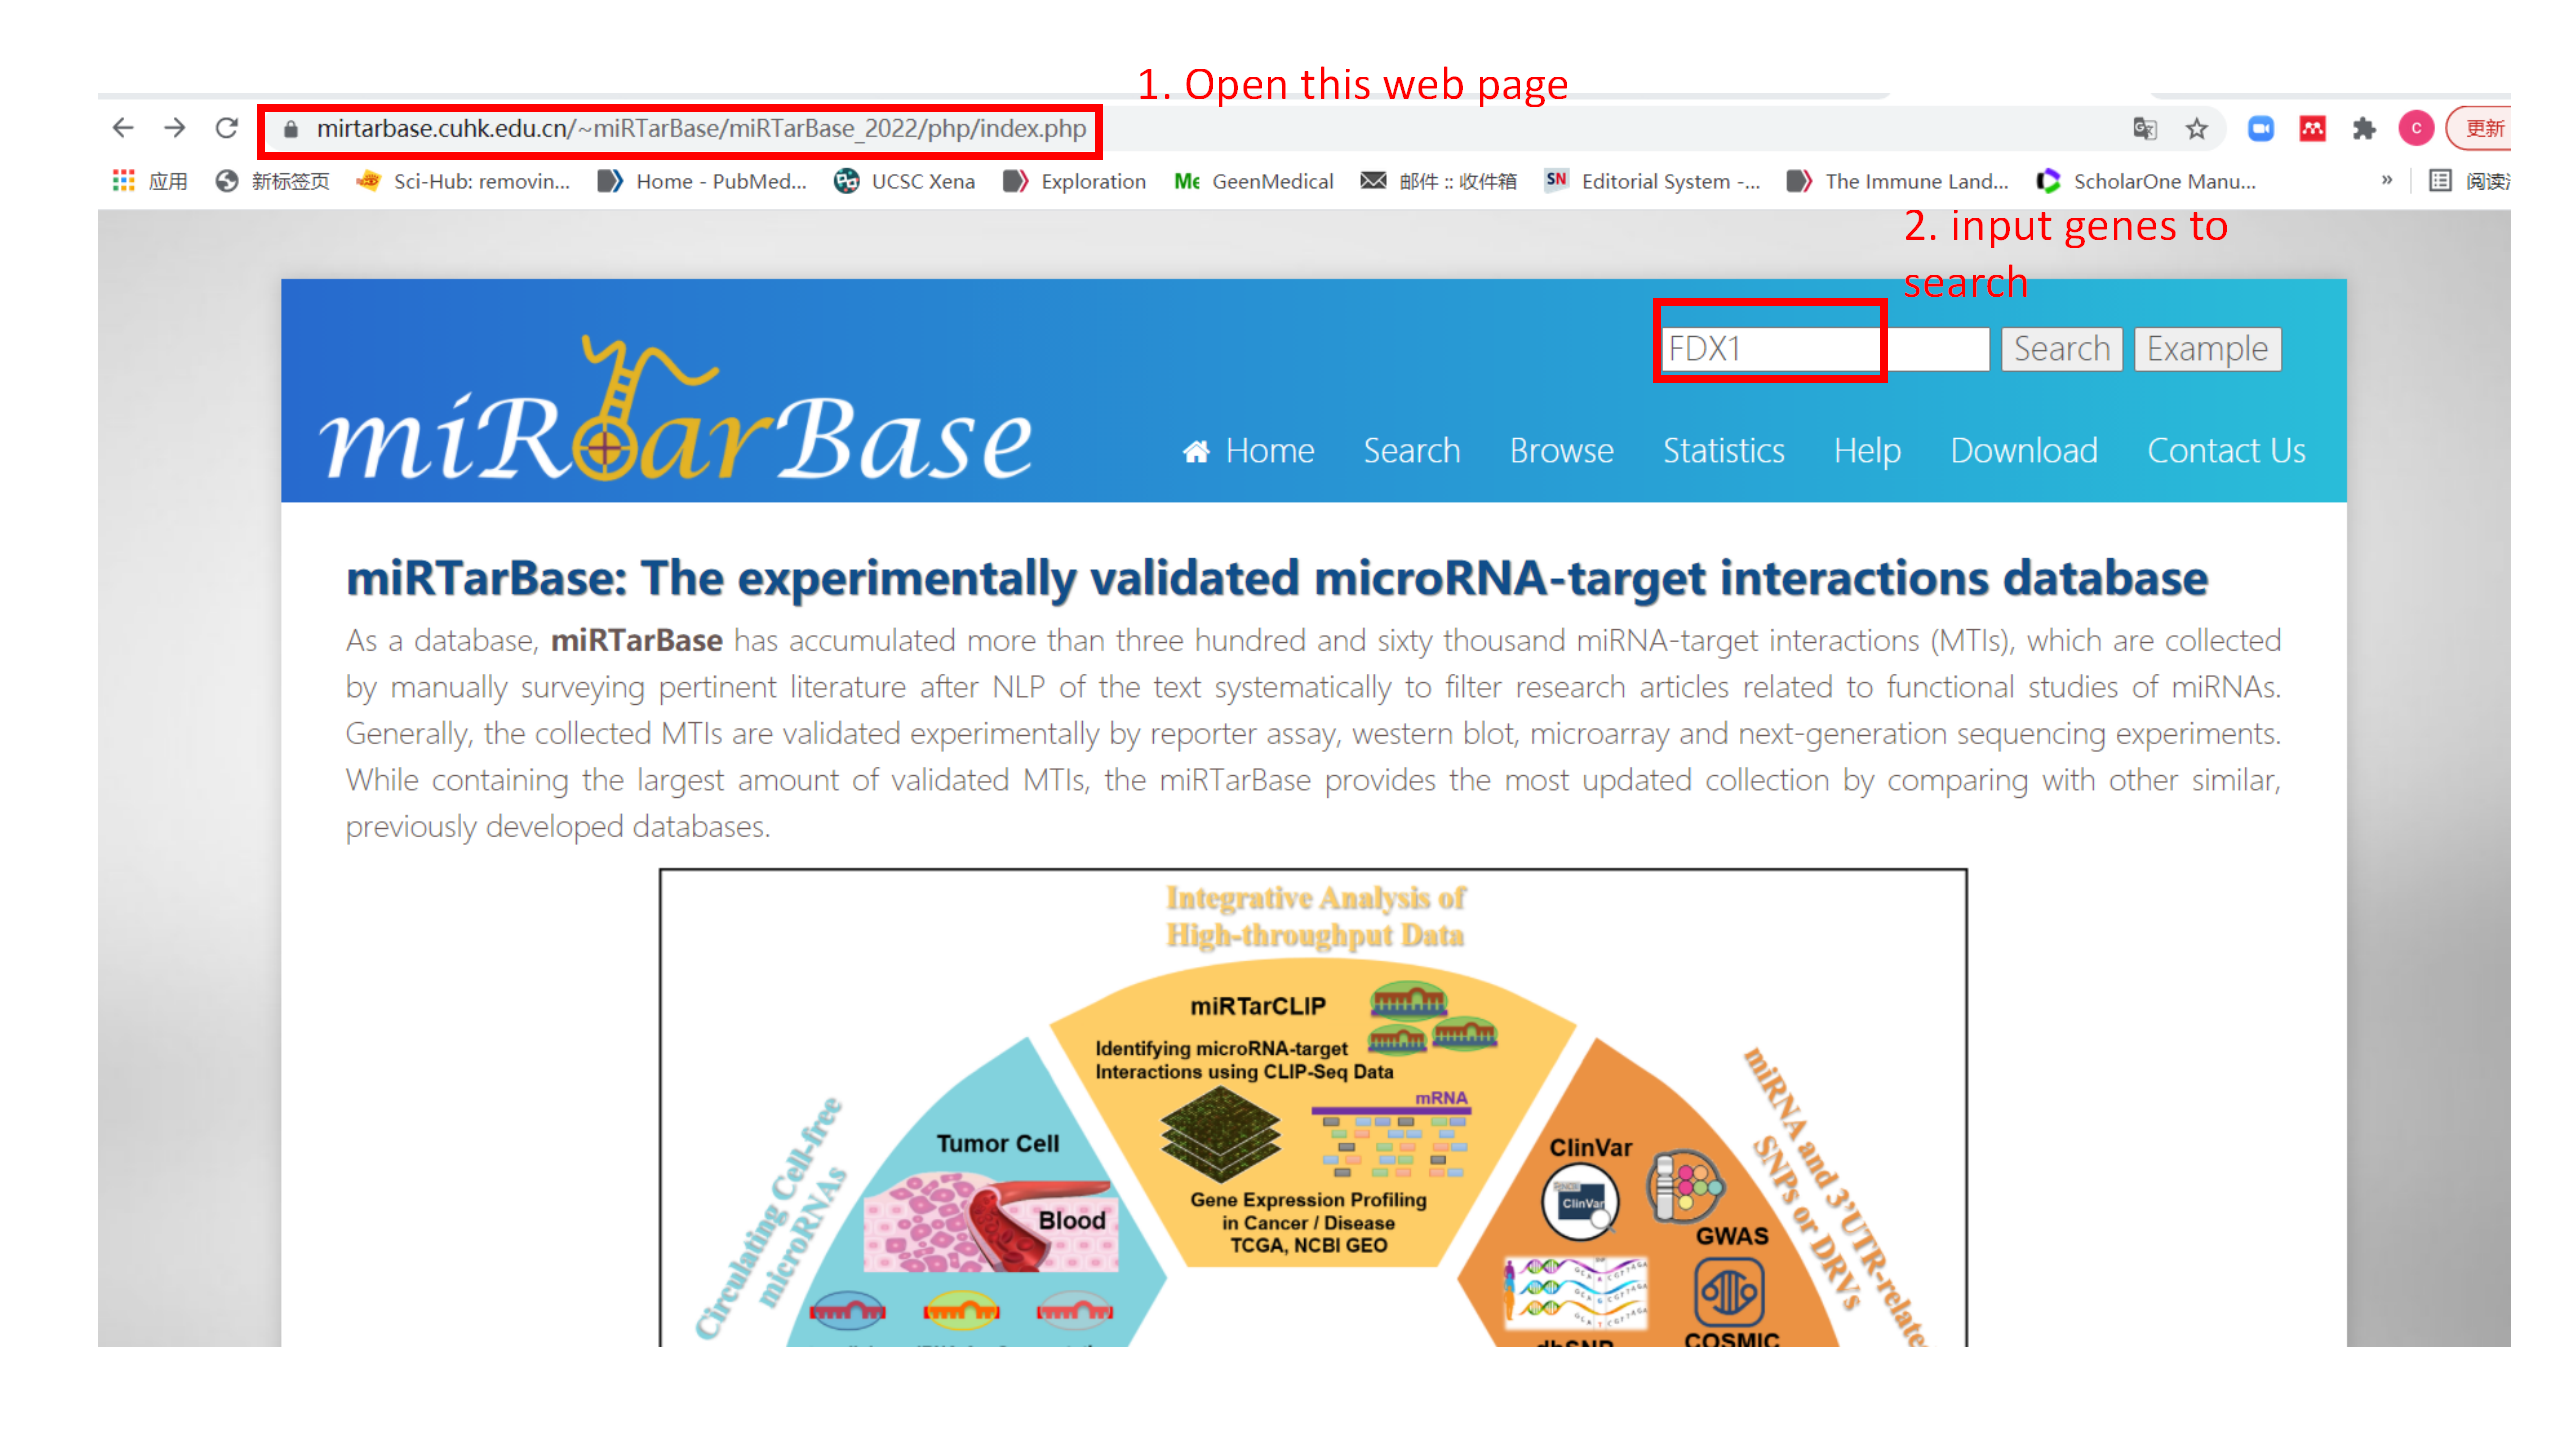 1. Open this web page
mirtarbase.cuhk.edu.cn/~miRTarBase/miRTarBase_2022/php/index.php
C
更新
应用
新标签页
Sci-Hub: removin...
Home - PubMed...
UCSC Xena
Exploration
Me GeenMedical
邮件 :: 收件箱
SN Editorial System -...
The Immune Land...
ScholarOne Manu...
»
阅读
2. input genes to
search
FDX1
Search
Example
miRTarBase
Home
Search
Browse
Statistics
Help
Download
Contact Us
miRTarBase: The experimentally validated microRNA-target interactions database
As a database, miRTarBase has accumulated more than three hundred and sixty thousand miRNA-target interactions (MTIs), which are collected
by manually surveying pertinent literature after NLP of the text systematically to filter research articles related to functional studies of miRNAs.
Generally, the collected MTIs are validated experimentally by reporter assay, western blot, microarray and next-generation sequencing experiments.
While containing the largest amount of validated MTIs, the miRTarBase provides the most updated collection by comparing with other similar,
previously developed databases.
Integrative Analysis of
High-throughput Data
miRTarCLIP
Identifying microRNA-target
Interactions using CLIP-Seq Data
mRNA
Gene Expression Profiling
in Cancer / Disease
TCGA, NCBI GEO
Circulating Cell-free
microRNAs
Tumor Cell
Blood
miRNA and 3'UTR-relate
SNPs or DRVs
ClinVar
ClinVar
GWAS
dbSNP
COSMIC